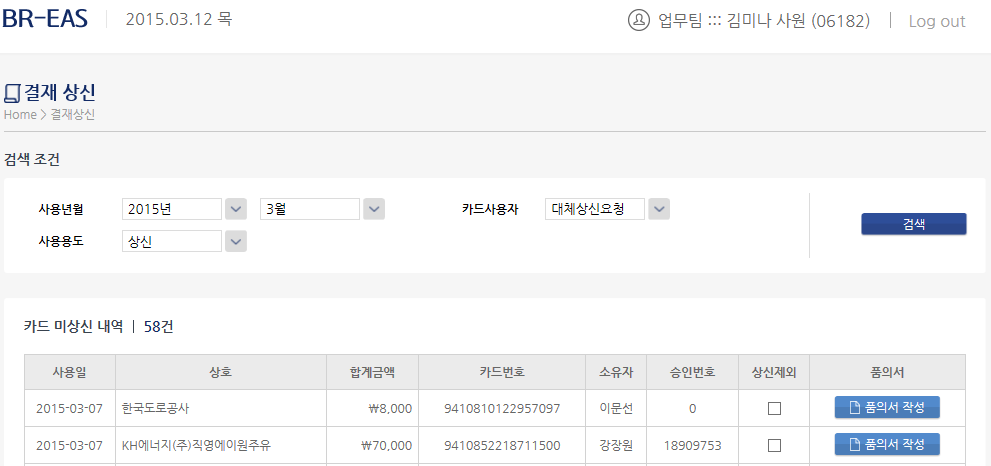 BR-EAS 2015.03.12 목 업무팀 ::: 김미나 사원 (06182) | Log out
결재 상신
Home > 결재상신
검색 조건
사용년월 2015년 3월 카드사용자 대체상신요청 검색
사용용도 상신
카드 미상신 내역 | 58건
사용일 상호 합계금액 카드번호 소유자 승인번호 상신제외 품의서
2015-03-07 한국도로공사 ₩8,000 9410810122957097 이문선 0 품의서 작성
2015-03-07 KH에너지(주)직영에이원주유 ₩70,000 9410852218711500 강장원 18909753 품의서 작성